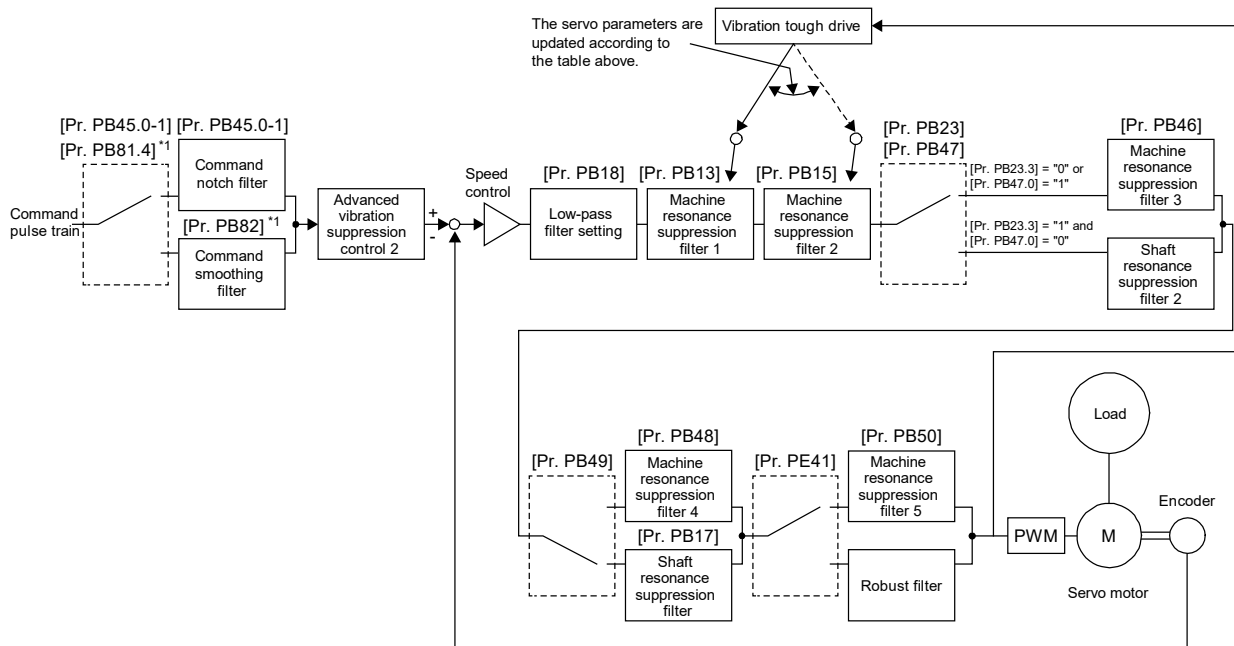 The servo parameters are
updated according to
the table above.
Vibration tough drive
[Pr. PB45.0-1]
[Pr. PB81.4] *1
[Pr. PB45.0-1]
Command
notch filter
Command
pulse train
[Pr. PB82] *1
Command
smoothing
filter
Advanced
vibration
suppression
control 2
+
-
Speed
control
[Pr. PB18]
Low-pass
filter setting
[Pr. PB13]
Machine
resonance
suppression
filter 1
[Pr. PB15]
Machine
resonance
suppression
filter 2
[Pr. PB23]
[Pr. PB47]
[Pr. PB23.3] = "0" or
[Pr. PB47.0] = "1"
[Pr. PB23.3] = "1" and
[Pr. PB47.0] = "0"
[Pr. PB46]
Machine
resonance
suppression
filter 3
Shaft
resonance
suppression
filter 2
[Pr. PB49]
[Pr. PB48]
Machine
resonance
suppression
filter 4
[Pr. PB17]
Shaft
resonance
suppression
filter
[Pr. PE41]
[Pr. PB50]
Machine
resonance
suppression
filter 5
Robust filter
PWM
Load
M
Servo motor
Encoder